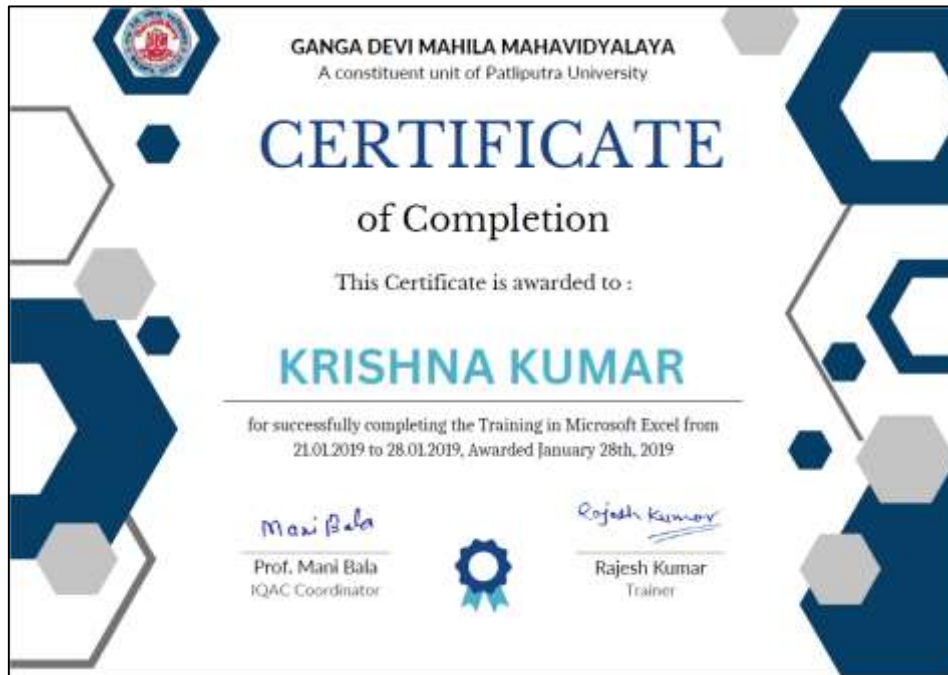 GANGA DEVI MAHILA MAHAVIDYALAYA
A constituent unit of Patliputra University
CERTIFICATE
of Completion
This Certificate is awarded to :
KRISHNA KUMAR
for successfully completing the Training in Microsoft Excel from
21.01.2019 to 28.01.2019, Awarded January 28th, 2019
Mani Bala
Rajesh Kumar
Prof. Mani Bala
Rajesh Kumar
IQAC Coordinator
Trainer